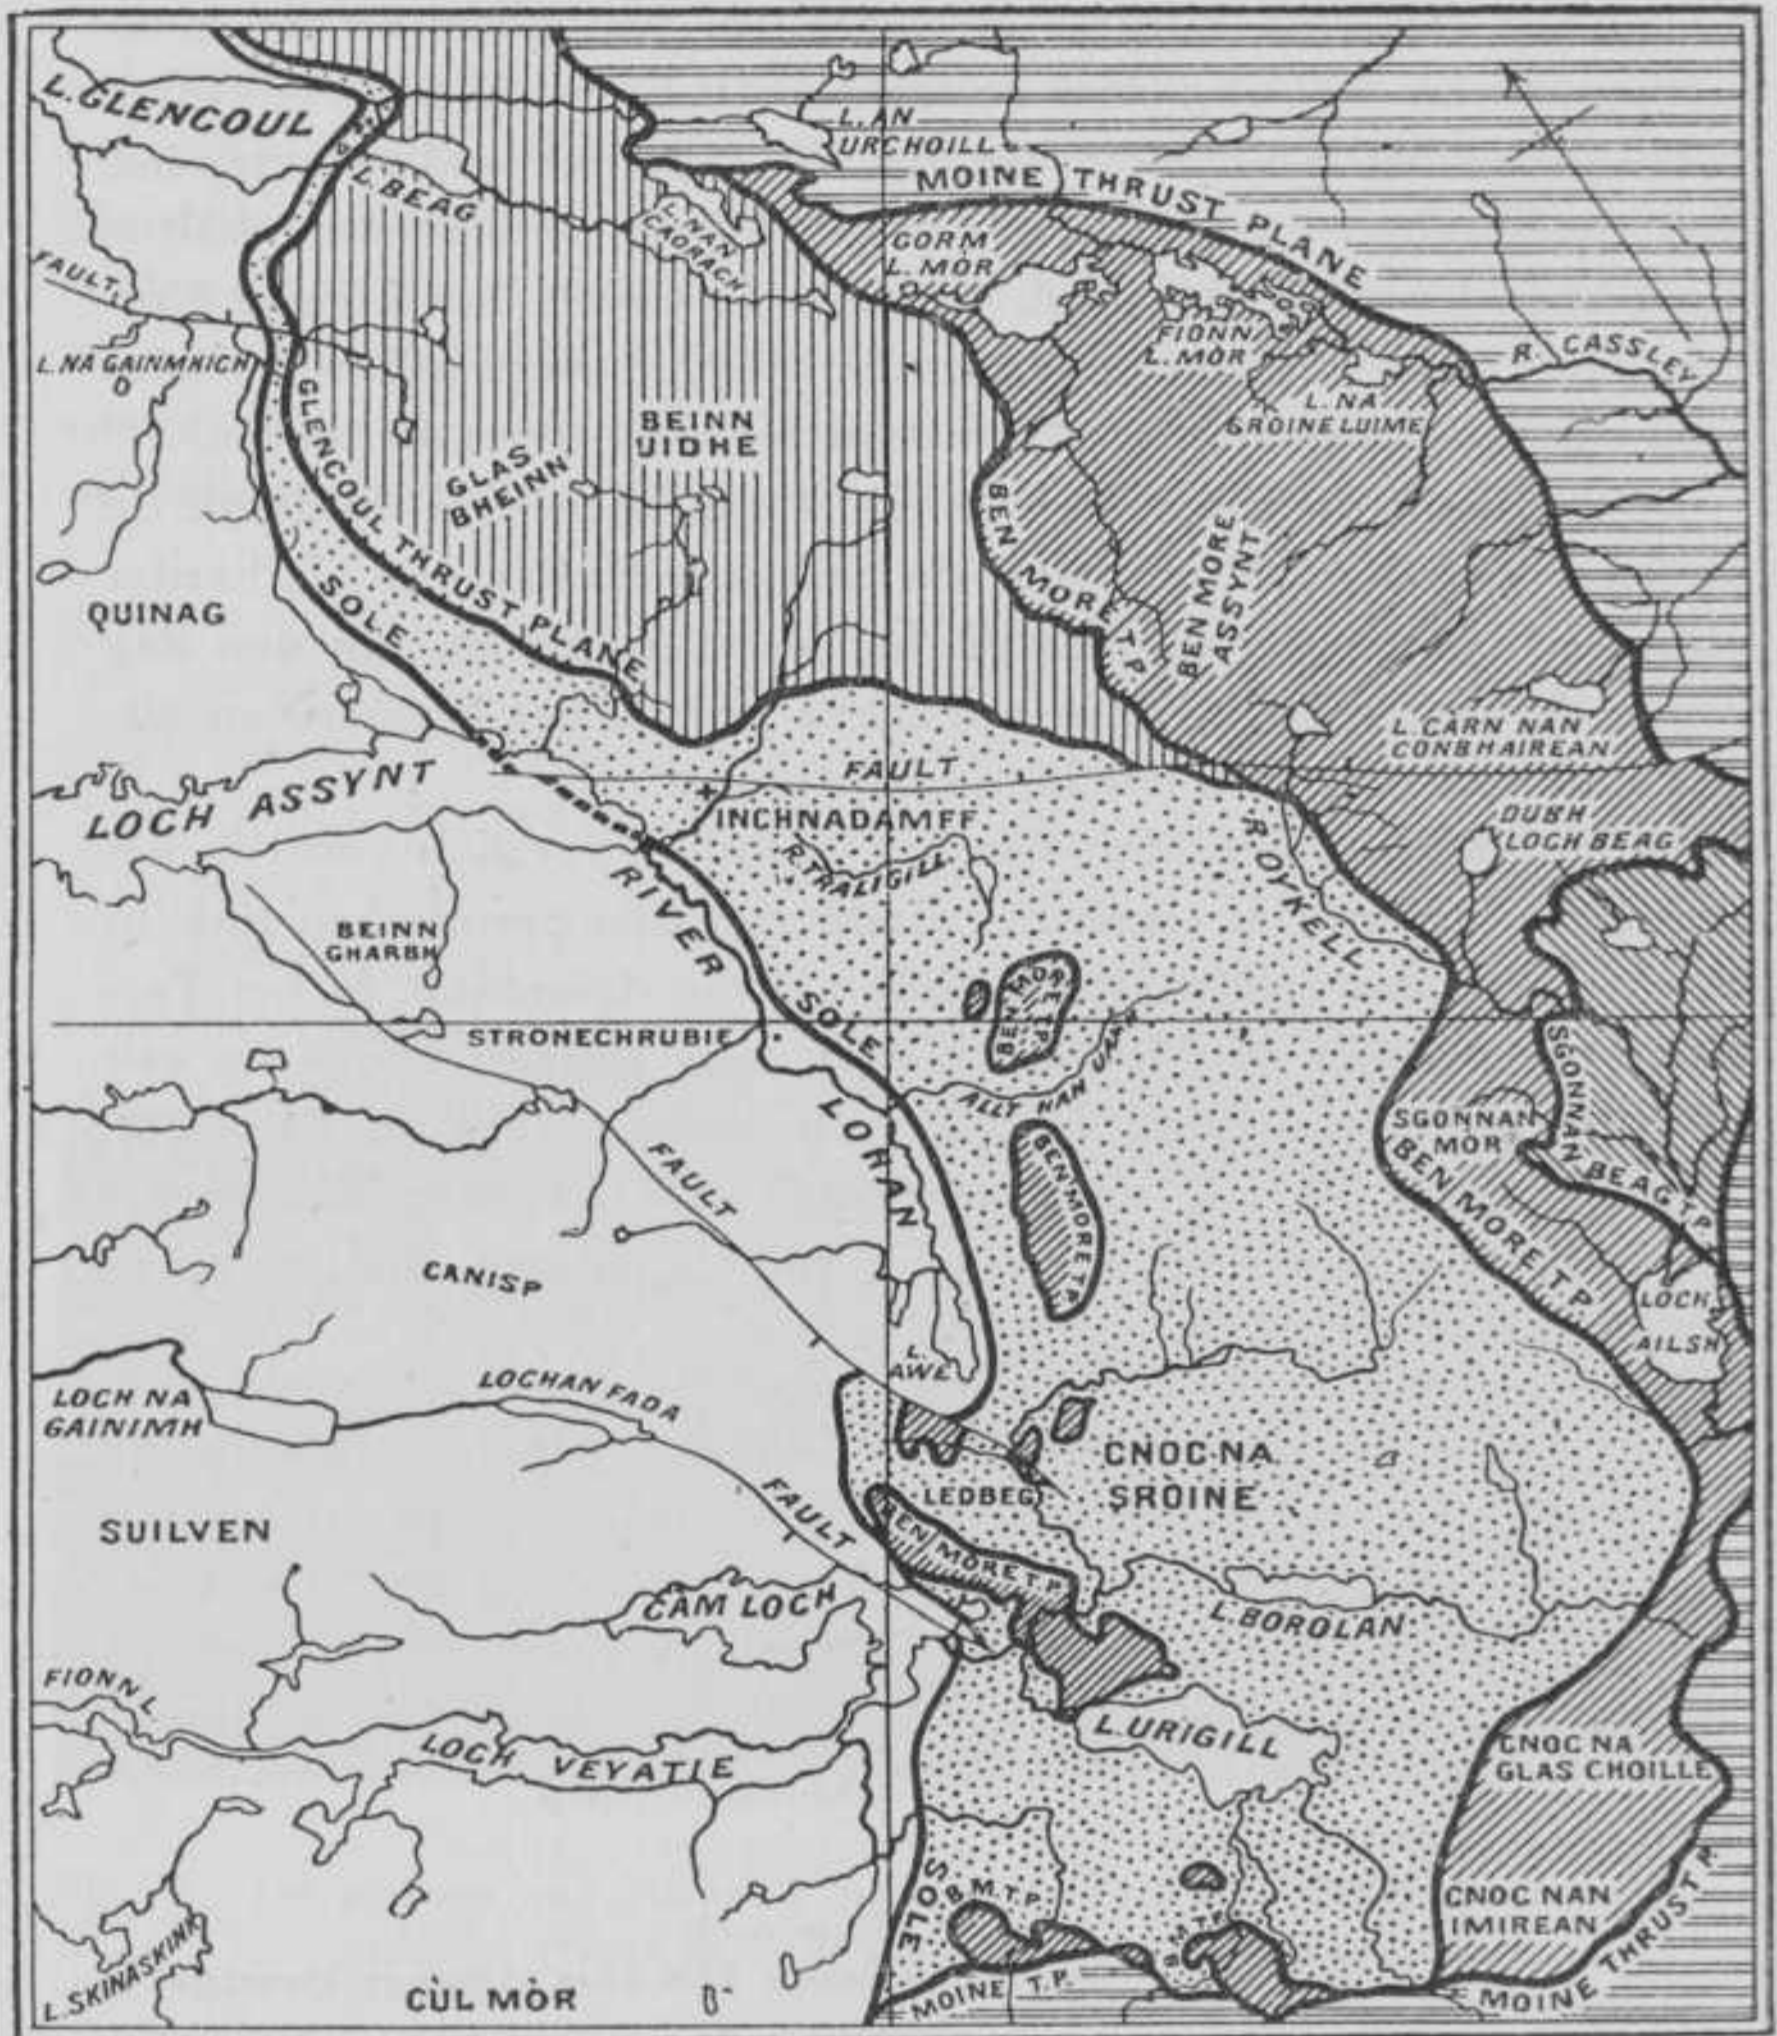 L. GLENCOUL
L. BEAG
L. AN
URCHOILL
MOINE THRUST PLANE
L. NAN
CAORACH
GORM
L. MÒR
FIONN
L. MÒR
FAULT
L. NA GAINMHICH
R. CASSLEY
L. NA
GROINE LUIME
GLENCOUL THRUST PLANE
BEINN
UIDHE
GLAS
BHEINN
BEN MORE T.P.
BEN MORE
ASSYNT
QUINAG
SOLE
L. CARN NAN
CONBHAIREAN
LOCH ASSYNT
FAULT
INCHNADAMFF
R. TRALIGILL
R OYKELL
DUBH
LOCH BEAG
RIVER
LOHAN
BEINN
GHARBH
STRONECHRUBIE
SOLE
BEN MORE T.P.
ALLT NAN UAMH
SGONNAN
MOR
SGONNAN BEAG T.P.
BEN MORE T.P.
FAULT
BEN MORE T.P.
CANISP
LOCH
AILSH
L.
AWE
LOCH NA
GAINIMH
LOCHAN FADA
CNOC NA
SROINE
LEDBEG
SUILVEN
FAULT
BEN MORE T.P.
CAM LOCH
L. BOROLAN
FIONN L
LOCH VEYATIE
L. URIGILL
CNOC NA
GLAS CHOILLE
SOLE
B M T.P.
B M T.P.
CNOC NAN
IMIREAN
L. SKINASKINK
CÙL MÒR
MOINE T.P.
MOINE THRUST P.